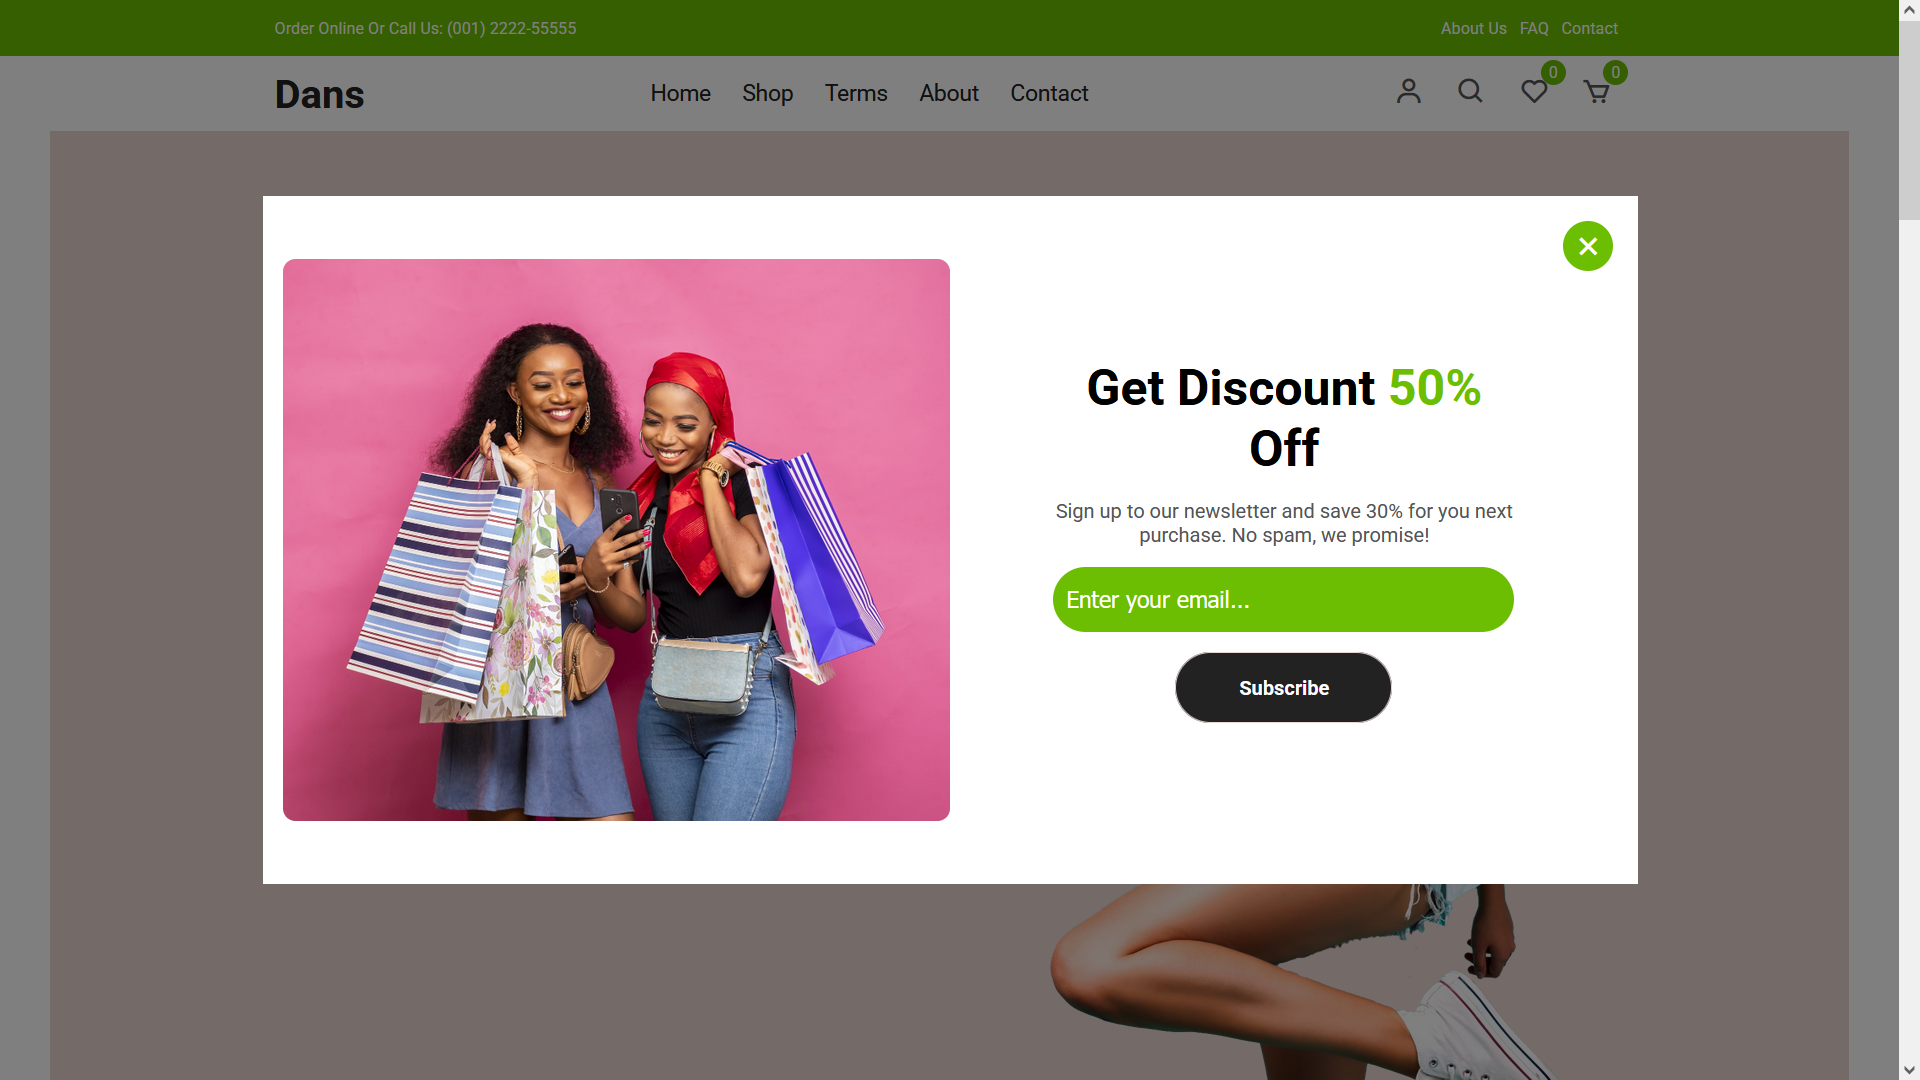 Order Online Or Call Us: (001) 2222-55555
About Us FAQ Contact
Dans
Home Shop Terms About Contact
0
0
Get Discount 50%
Off
Sign up to our newsletter and save 30% for you next
purchase. No spam, we promise!
Enter your email...
Subscribe